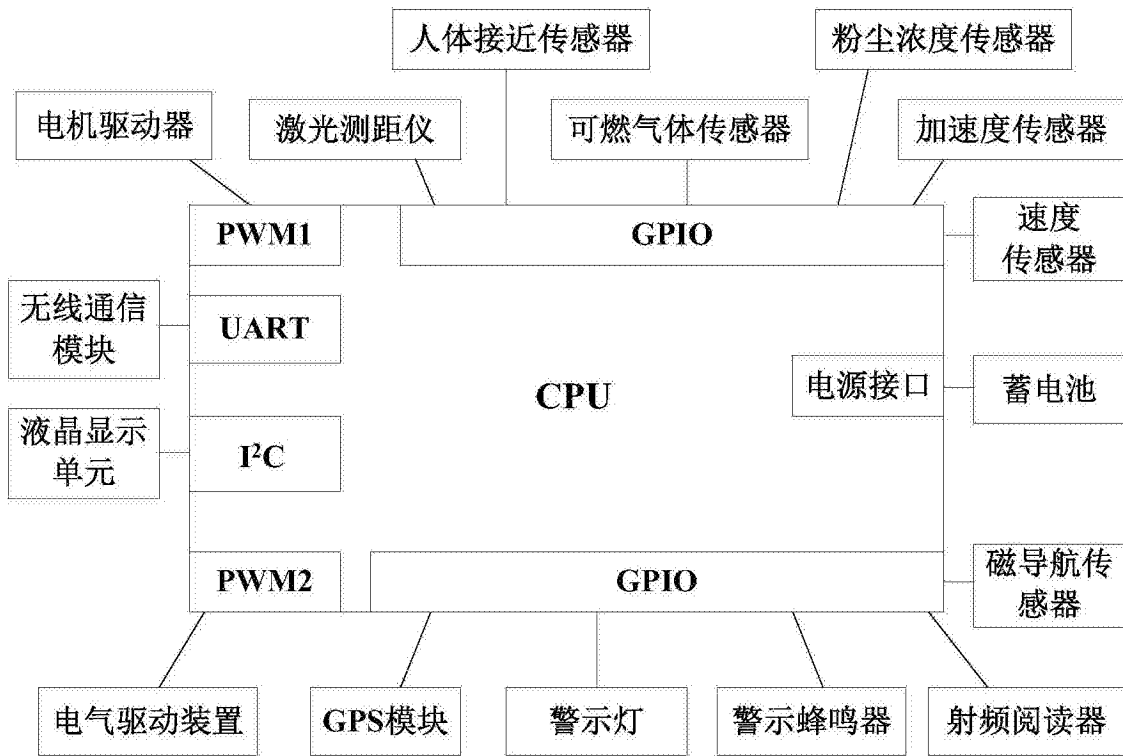 人体接近传感器
粉尘浓度传感器
电机驱动器
激光测距仪
可燃气体传感器
加速度传感器
PWM1
GPIO
速度
传感器
无线通信
模块
UART
CPU
电源接口
蓄电池
液晶显示
单元
I²C
PWM2
GPIO
磁导航传
感器
电气驱动装置
GPS模块
警示灯
警示蜂鸣器
射频阅读器